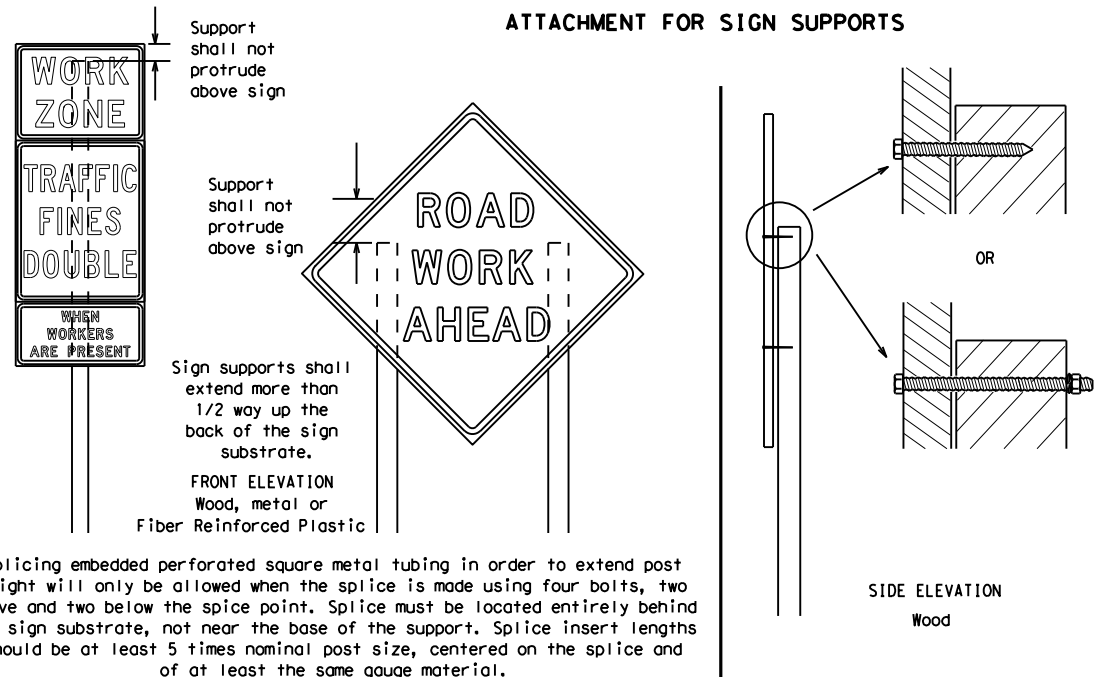 ATTACHMENT FOR SIGN SUPPORTS
Support
shall not
protrude
above sign
WORK
ZONE
TRAFFIC
FINES
DOUBLE
WHEN
WORKERS
ARE PRESENT
Support
shall not
protrude
above sign
ROAD
WORK
AHEAD
Sign supports shall
extend more than
1/2 way up the
back of the sign
substrate.
FRONT ELEVATION
Wood, metal or
Fiber Reinforced Plastic
OR
SIDE ELEVATION
Wood
plicing embedded perforated square metal tubing in order to extend post
ight will only be allowed when the splice is made using four bolts, two
ve and two below the spice point. Splice must be located entirely behind
sign substrate, not near the base of the support. Splice insert lengths
ould be at least 5 times nominal post size, centered on the splice and
of at least the same gauge material.